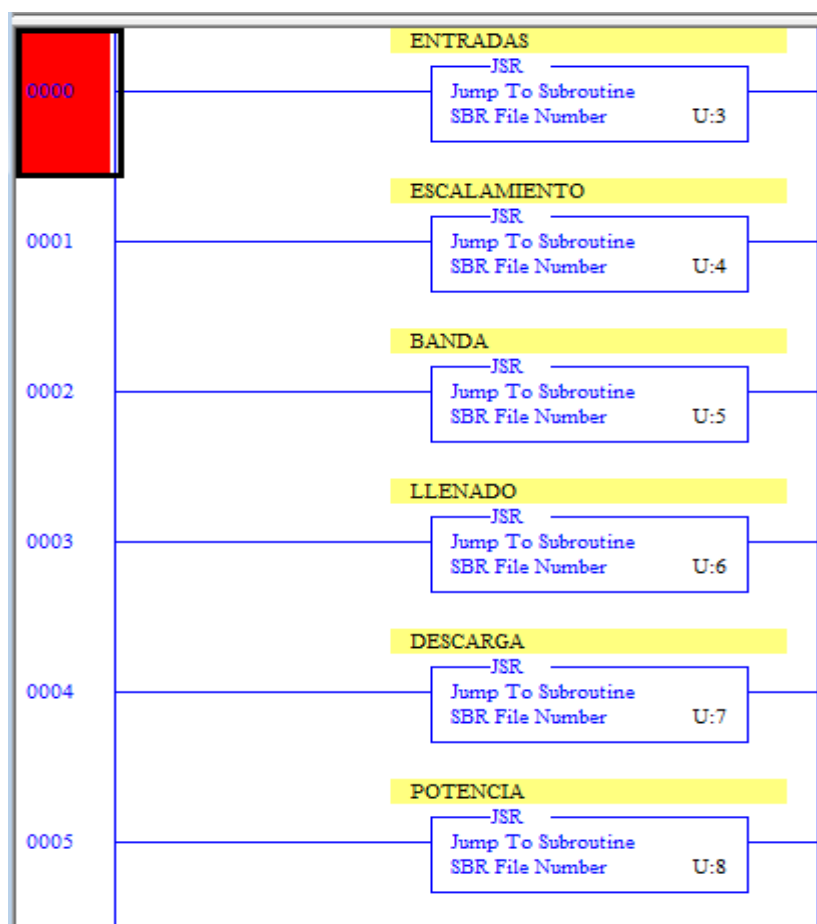 ENTRADAS
JSR
0000
Jump To Subroutine
SBR File Number U:3
ESCALAMIENTO
JSR
0001
Jump To Subroutine
SBR File Number U:4
BANDA
JSR
0002
Jump To Subroutine
SBR File Number U:5
LLENADO
JSR
0003
Jump To Subroutine
SBR File Number U:6
DESCARGA
JSR
0004
Jump To Subroutine
SBR File Number U:7
POTENCIA
JSR
0005
Jump To Subroutine
SBR File Number U:8